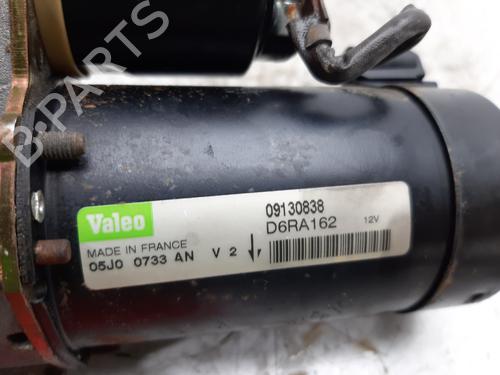 B-PARTS
Valeo
09130838
D6RA162 12V
MADE IN FRANCE
05J0 0733 AN V 2